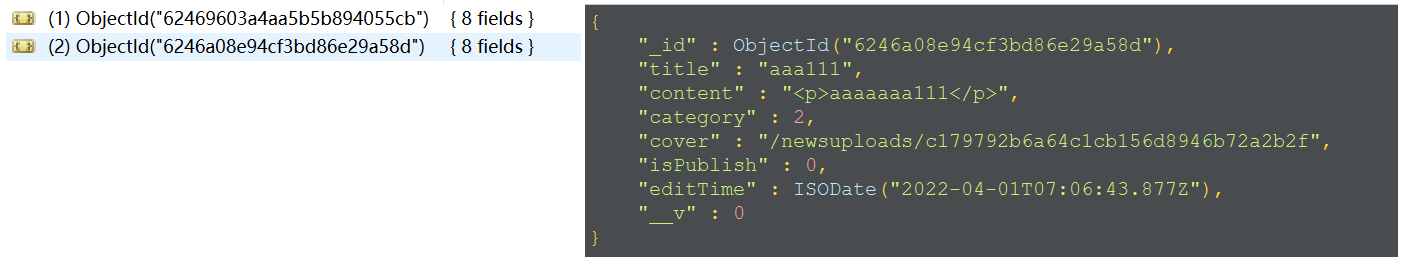 (1) ObjectId("62469603a4aa5b5b894055cb") { 8 fields }
(2) ObjectId("6246a08e94cf3bd86e29a58d") { 8 fields }
{
"_id" : ObjectId("6246a08e94cf3bd86e29a58d"),
"title" : "aaa111",
"content" : "<p>aaaaaaa111</p>",
"category" : 2,
"cover" : "/newsuploads/c179792b6a64c1cb156d8946b72a2b2f",
"isPublish" : 0,
"editTime" : ISODate("2022-04-01T07:06:43.877Z"),
"__v" : 0
}